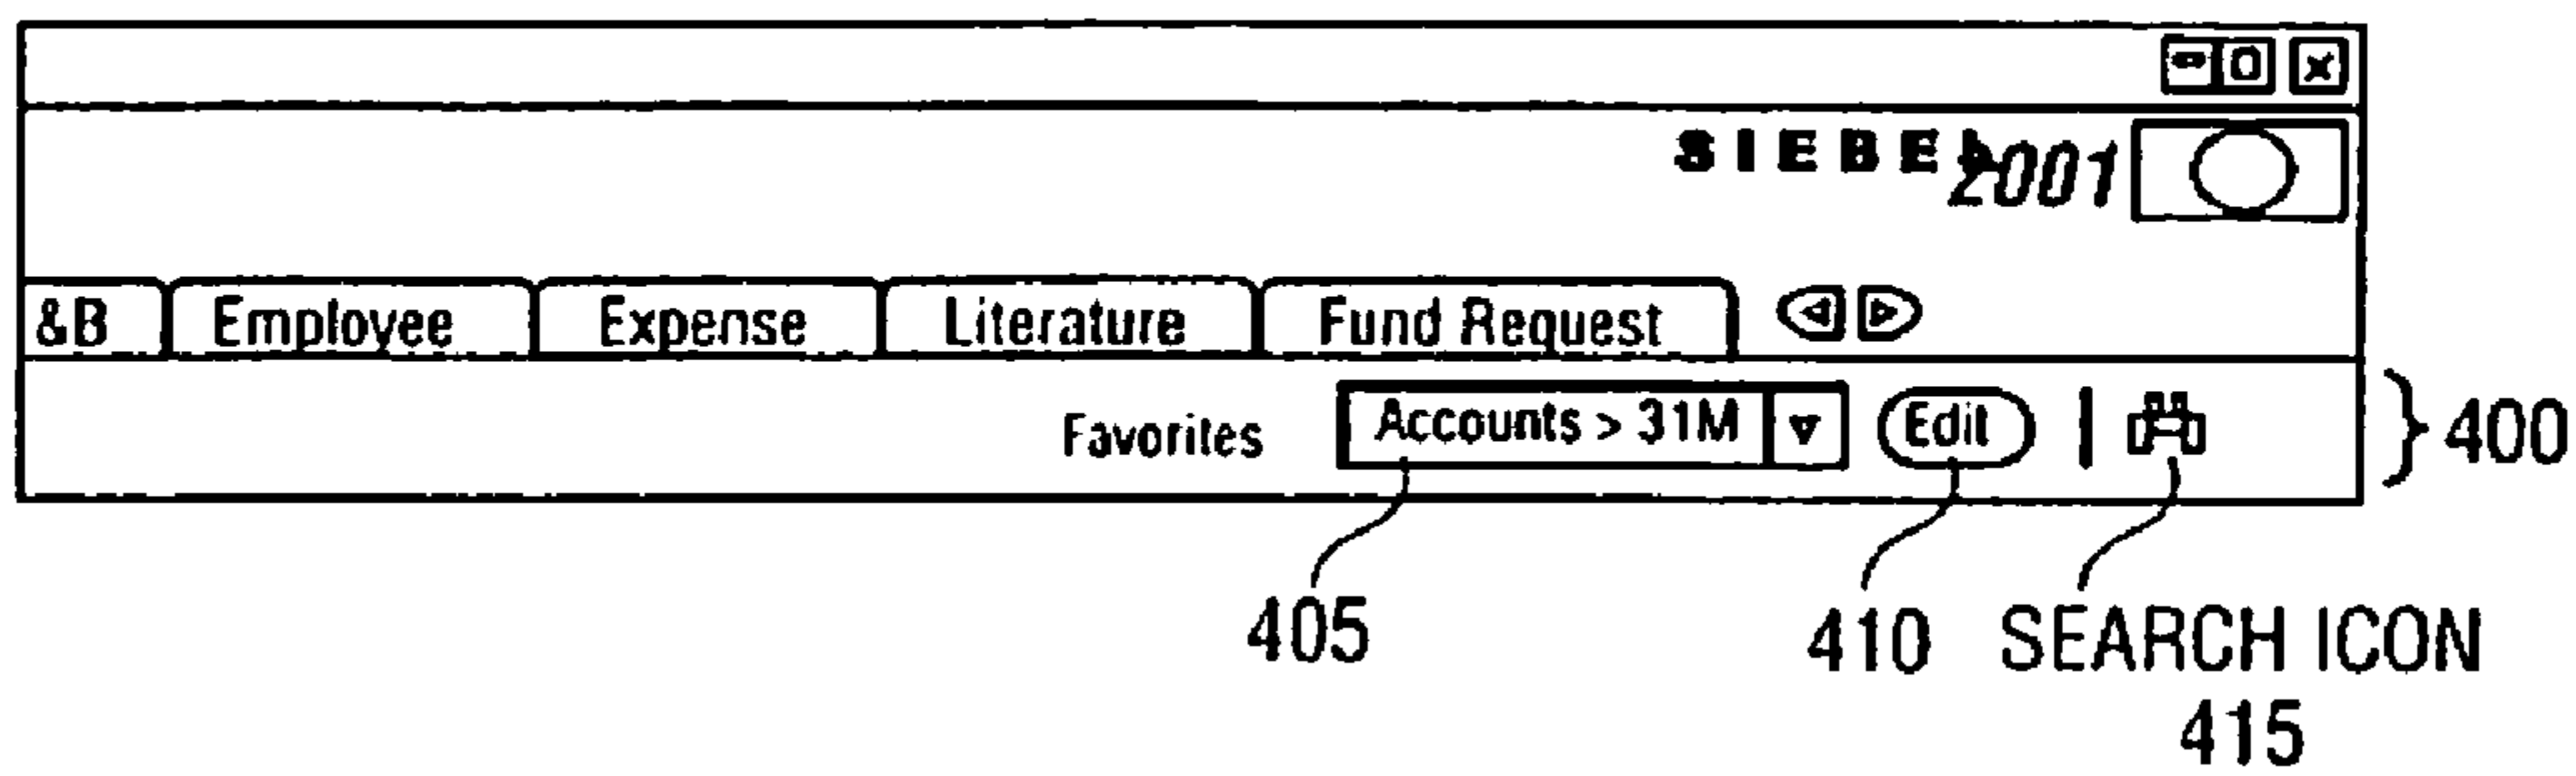 SIEBEL
2001
&B Employee Expense Literature Fund Request
Favorites Accounts > 31M Edit
400
405 410 SEARCH ICON
415